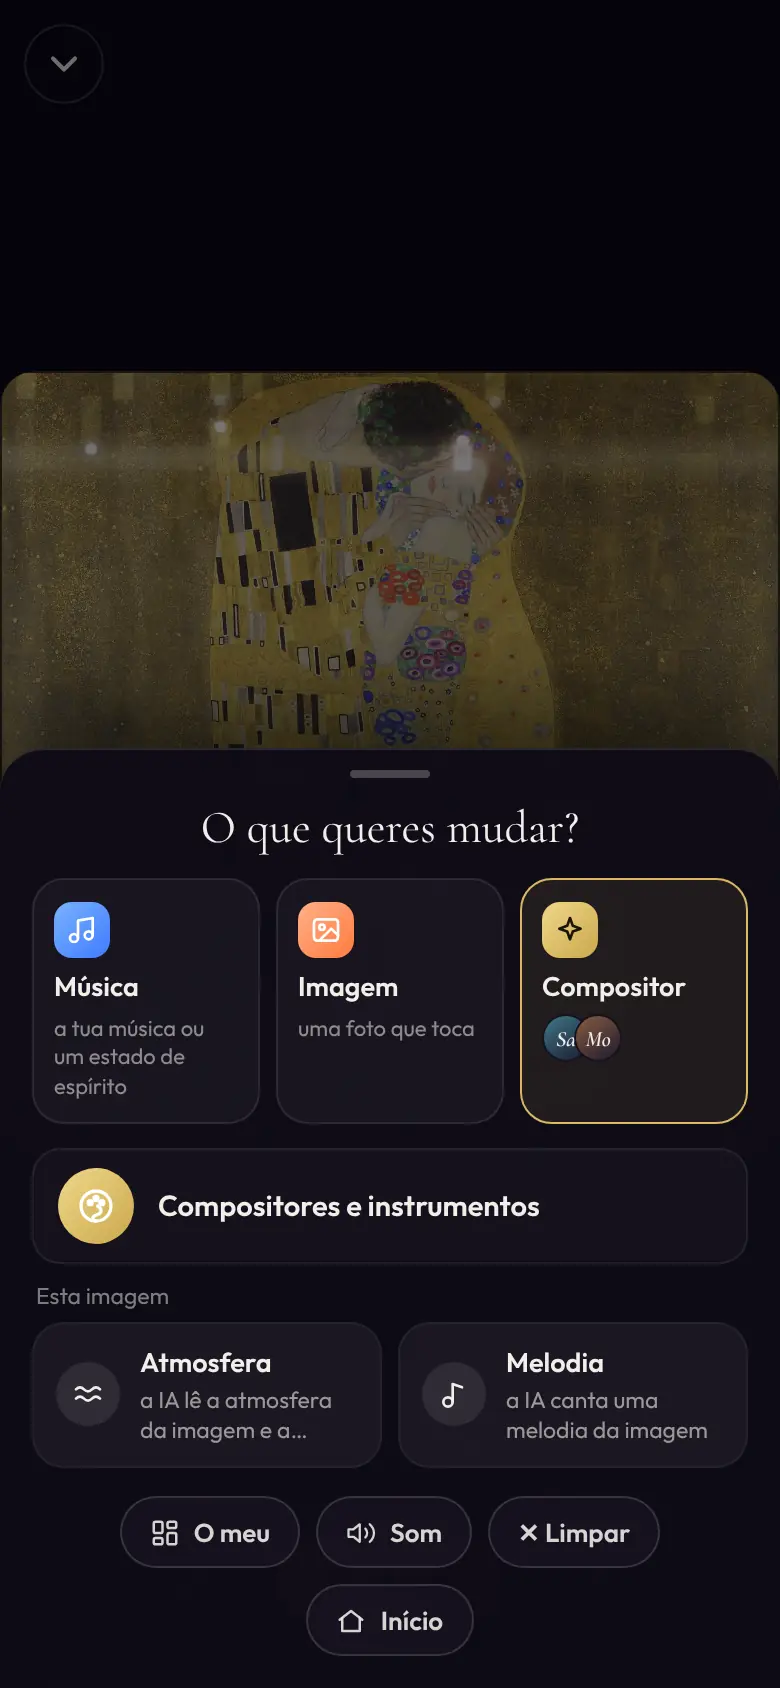 O que queres mudar?
Música
a tua música ou
um estado de
espírito
Imagem
uma foto que toca
Compositor
Sa Mo
Compositores e instrumentos
Esta imagem
Atmosfera
a IA lê a atmosfera
da imagem e a…
Melodia
a IA canta uma
melodia da imagem
O meu
Som
✕ Limpar
Início